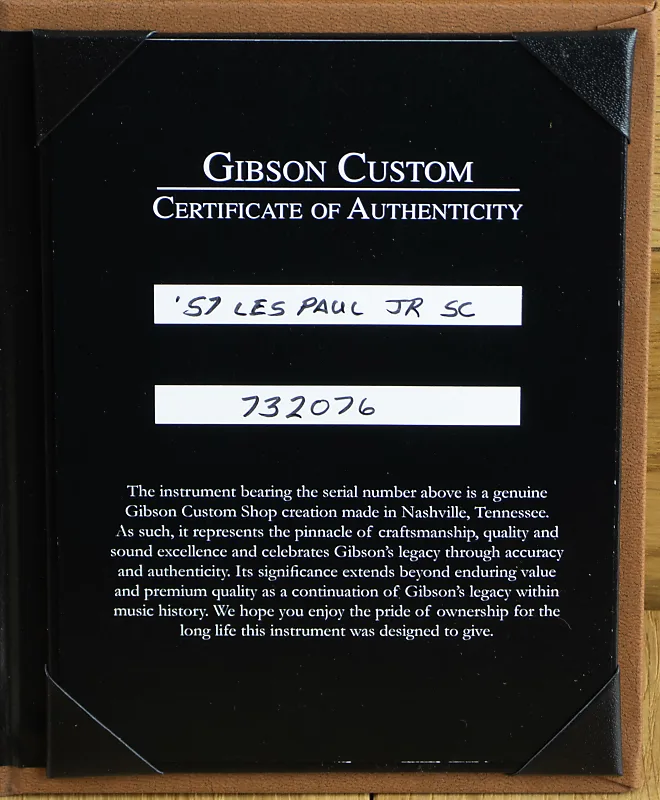 GIBSON CUSTOM
CERTIFICATE OF AUTHENTICITY
'57 LES PAUL JR SC
732076
The instrument bearing the serial number above is a genuine
Gibson Custom Shop creation made in Nashville, Tennessee.
As such, it represents the pinnacle of craftsmanship, quality and
sound excellence and celebrates Gibson's legacy through accuracy
and authenticity. Its significance extends beyond enduring value
and premium quality as a continuation of Gibson's legacy within
music history. We hope you enjoy the pride of ownership for the
long life this instrument was designed to give.